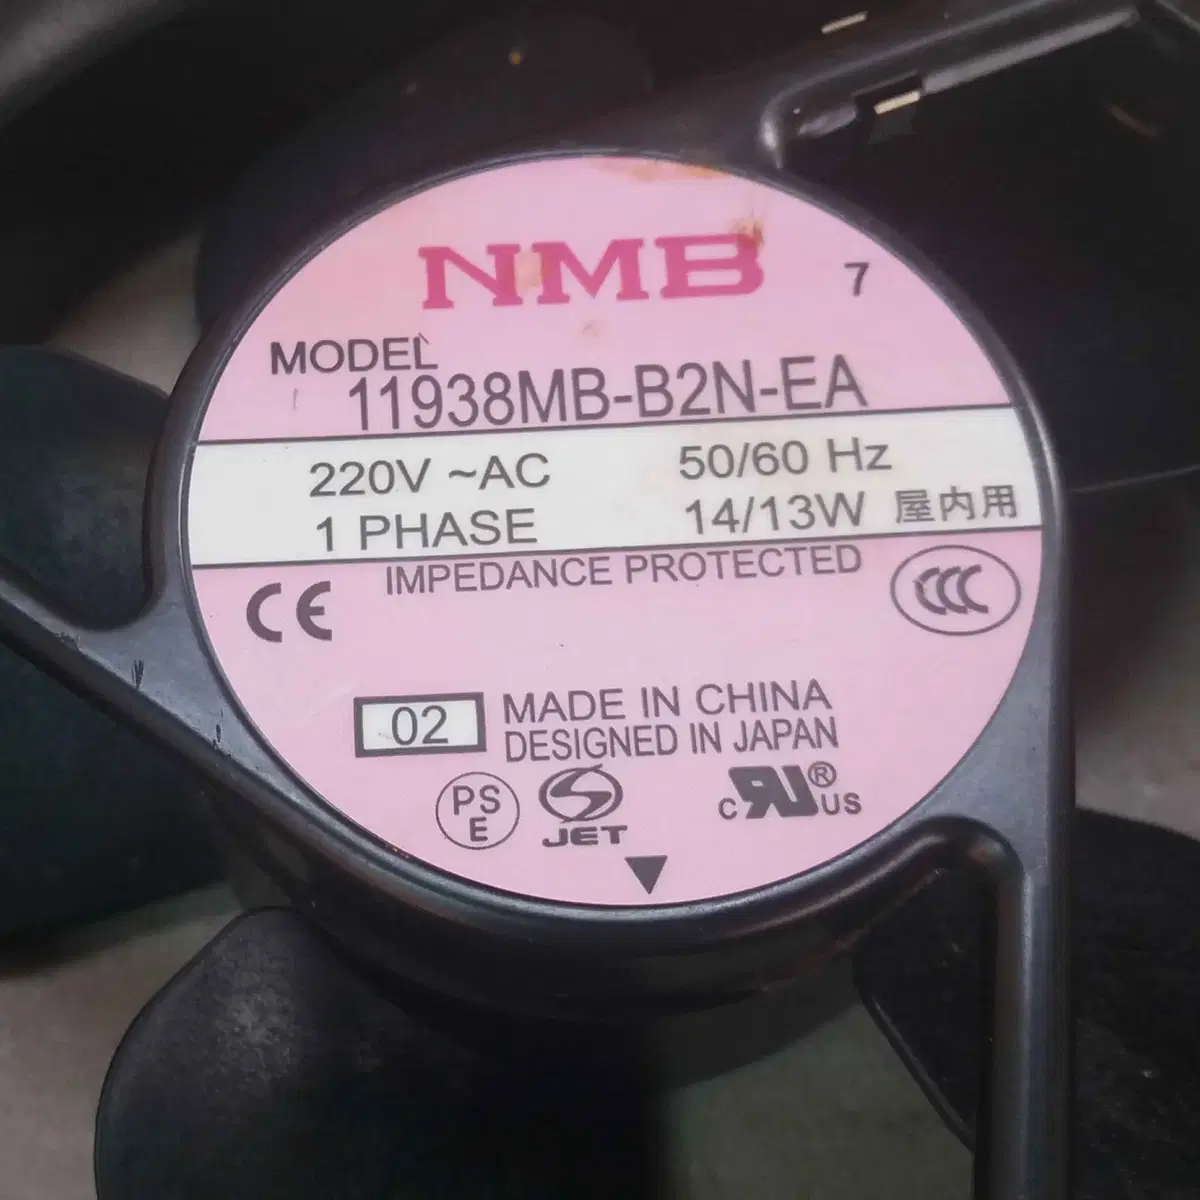 NMB
7
MODEL
11938MB-B2N-EA
220V ~AC 50/60 Hz
1 PHASE 14/13W 屋内用
IMPEDANCE PROTECTED
CE
CCC
02 MADE IN CHINA
DESIGNED IN JAPAN
PS
E
JET
c RU ® US